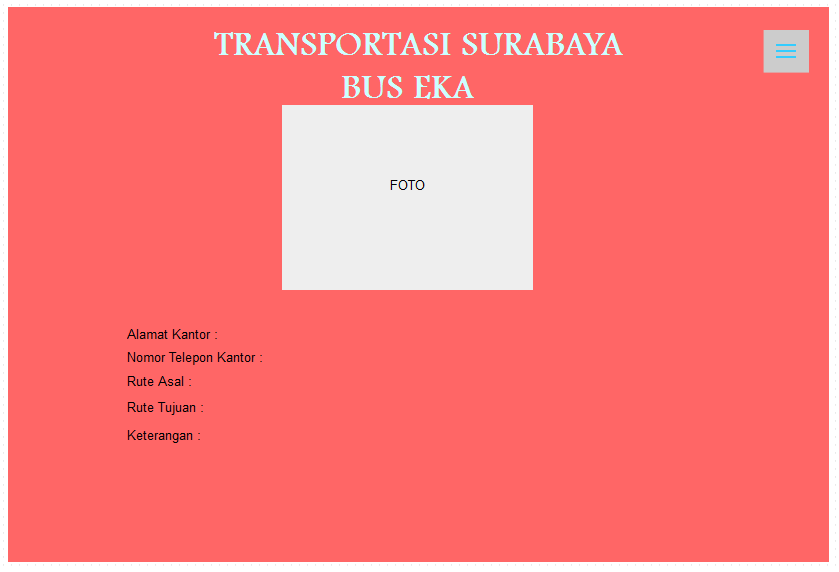 TRANSPORTASI SURABAYA
BUS EKA
FOTO
Alamat Kantor :
Nomor Telepon Kantor :
Rute Asal :
Rute Tujuan :
Keterangan :